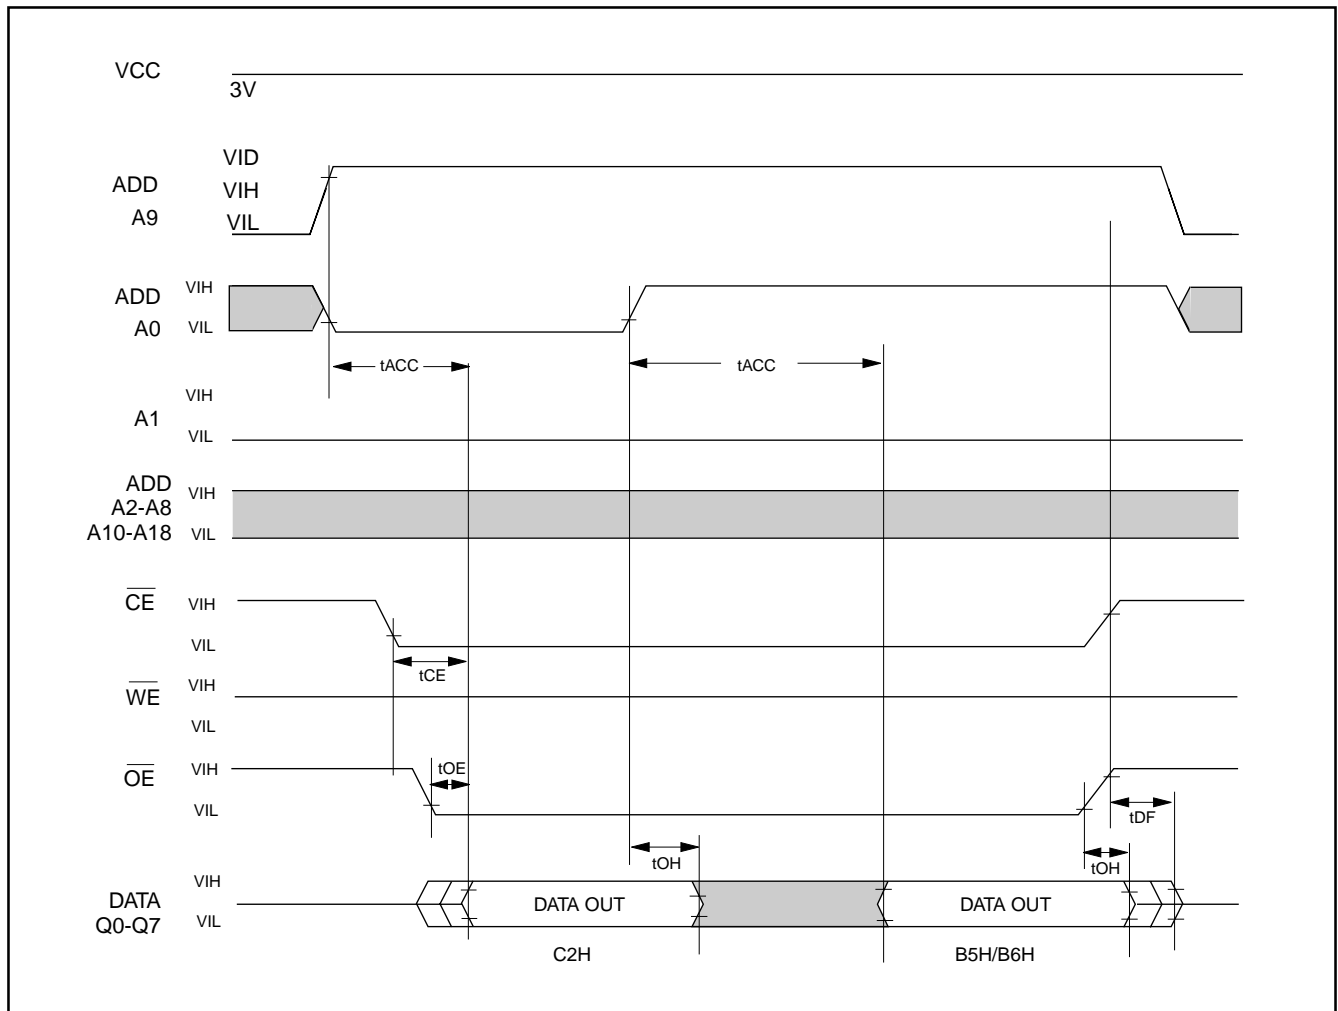 VCC
3V
VID
ADD
VIH
A9
VIL
ADD
VIH
A0
VIL
tACC
tACC
VIH
A1
VIL
ADD
VIH
A2-A8
A10-A18
VIL
CE
VIH
VIL
tCE
WE
VIH
VIL
OE
VIH
tOE
VIL
tDF
tOH
tOH
VIH
DATA
DATA OUT
DATA OUT
Q0-Q7
VIL
C2H
B5H/B6H